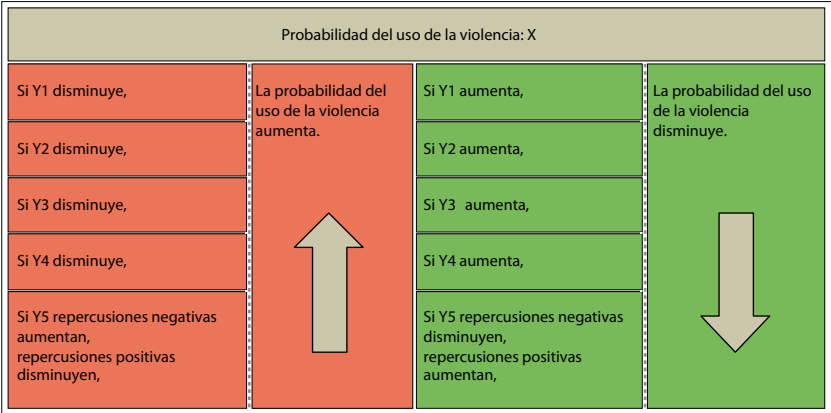 Probabilidad del uso de la violencia: X
Si Y1 disminuye,
Si Y2 disminuye,
Si Y3 disminuye,
Si Y4 disminuye,
Si Y5 repercusiones negativas
aumentan,
repercusiones positivas
disminuyen,
La probabilidad del
uso de la violencia
aumenta.
Si Y1 aumenta,
Si Y2 aumenta,
Si Y3 aumenta,
Si Y4 aumenta,
Si Y5 repercusiones negativas
disminuyen,
repercusiones positivas
aumentan,
La probabilidad del uso
de la violencia
disminuye.